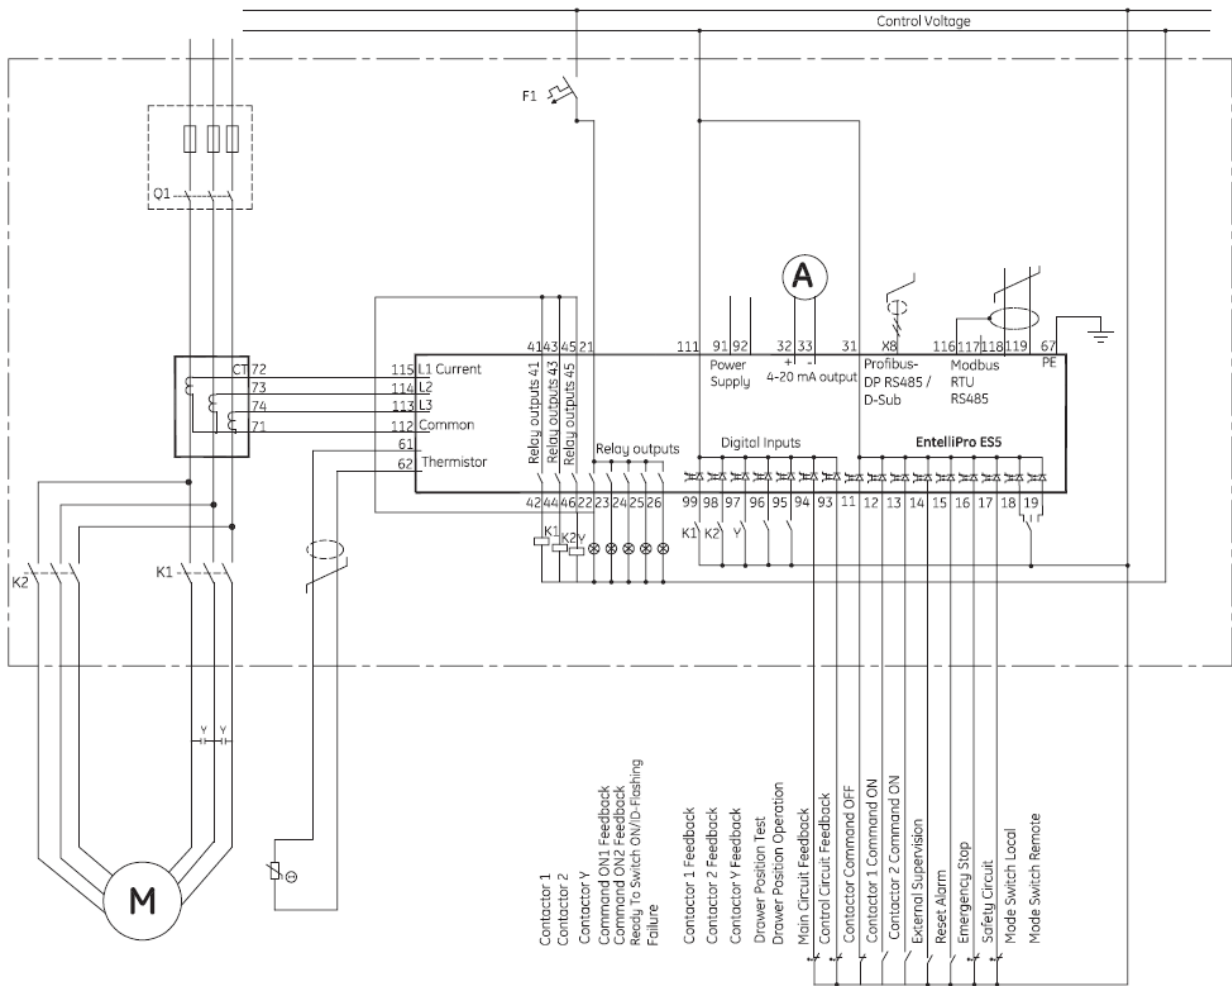 Control Voltage
F1
Q1
A
41 43 45 21 111 91 92 32 33 31 X8 116 117 118 119 67
CT 72
115 L1 Current
73
114 L2
74
113 L3
71
112 Common
61
62 Thermistor
Relay outputs 41
Relay outputs 43
Relay outputs 45
Relay outputs
Power
Supply
+ -
4-20 mA output
Profibus-
DP RS485 /
D-Sub
Modbus
RTU
RS485
PE
Digital Inputs
EntelliPro ES5
42 44 46 22 23 24 25 26 99 98 97 96 95 94 93 11 12 13 14 15 16 17 18 19
K1
K2
Y
K1
K2
Y
K2
K1
Y Y
M
Contactor 1
Contactor 2
Contactor Y
Command ON1 Feedback
Command ON2 Feedback
Ready To Switch ON/ID-Flashing
Failure
Contactor 1 Feedback
Contactor 2 Feedback
Contactor Y Feedback
Drawer Position Test
Drawer Position Operation
Main Circuit Feedback
Control Circuit Feedback
Contactor Command OFF
Contactor 1 Command ON
Contactor 2 Command ON
External Supervision
Reset Alarm
Emergency Stop
Safety Circuit
Mode Switch Local
Mode Switch Remote